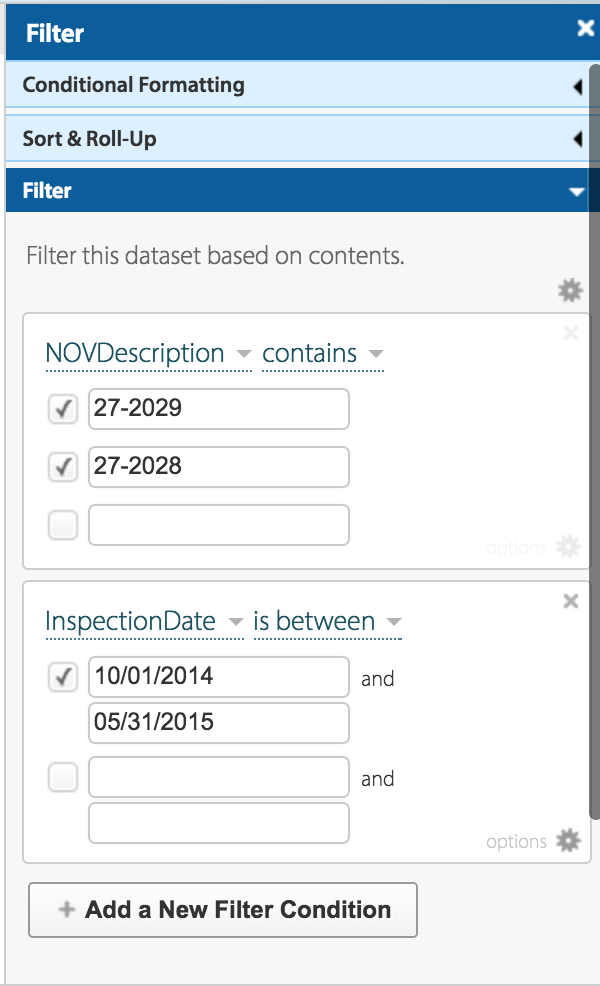 Filter
Conditional Formatting
Sort & Roll-Up
Filter
Filter this dataset based on contents.
NOVDescription contains
27-2029
27-2028
options
InspectionDate is between
10/01/2014 and
05/31/2015
and
options
+ Add a New Filter Condition